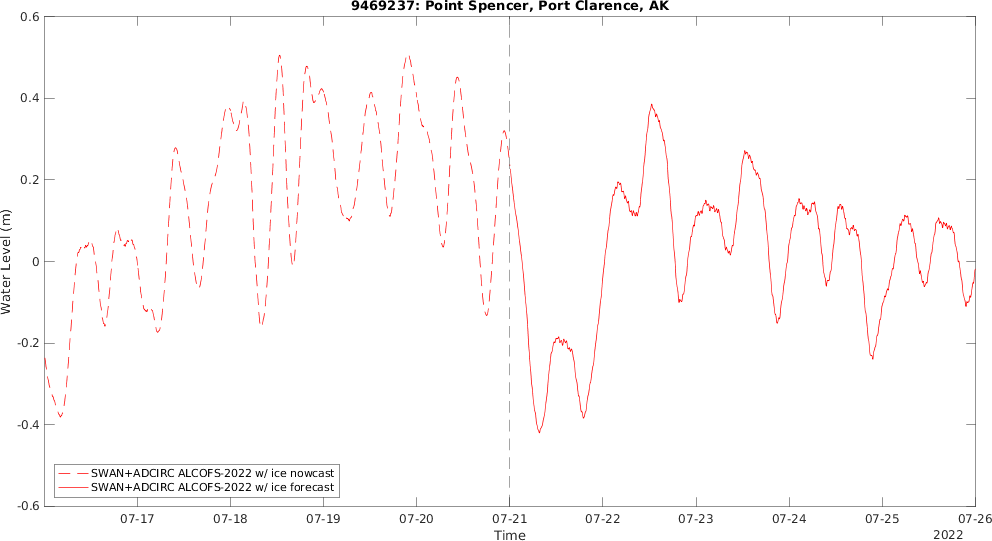 9469237: Point Spencer, Port Clarence, AK
0.6
0.4
0.2
0
-0.2
-0.4
-0.6
Water Level (m)
SWAN+ADCIRC ALCOFS-2022 w/ ice nowcast
SWAN+ADCIRC ALCOFS-2022 w/ ice forecast
07-17 07-18 07-19 07-20 07-21 07-22 07-23 07-24 07-25 07-26
Time
2022